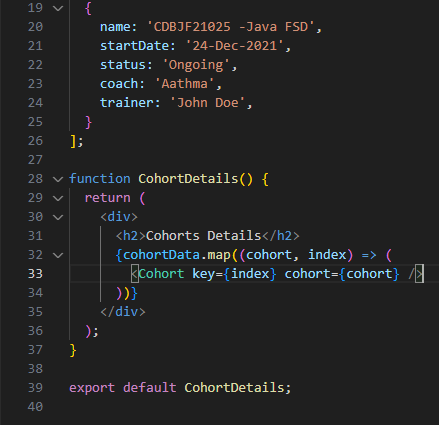 19 {
20 name: 'CDBJF21025 -Java FSD',
21 startDate: '24-Dec-2021',
22 status: 'Ongoing',
23 coach: 'Aathma',
24 trainer: 'John Doe',
25 }
26 ];
27
28 function CohortDetails() {
29 return (
30 <div>
31 <h2>Cohorts Details</h2>
32 {cohortData.map((cohort, index) => (
33 <Cohort key={index} cohort={cohort} />
34 ))}
35 </div>
36 );
37 }
38
39 export default CohortDetails;
40